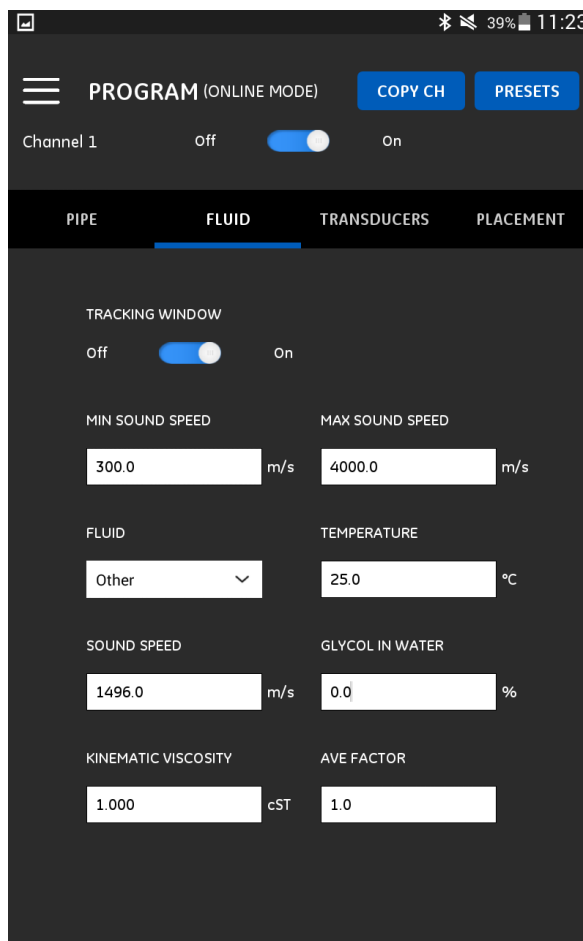 39% 11:23
PROGRAM (ONLINE MODE) COPY CH PRESETS
Channel 1 Off On
PIPE FLUID TRANSDUCERS PLACEMENT
TRACKING WINDOW
Off On
MIN SOUND SPEED MAX SOUND SPEED
300.0 m/s 4000.0 m/s
FLUID TEMPERATURE
Other 25.0 °C
SOUND SPEED GLYCOL IN WATER
1496.0 m/s 0.0 %
KINEMATIC VISCOSITY AVE FACTOR
1.000 cST 1.0